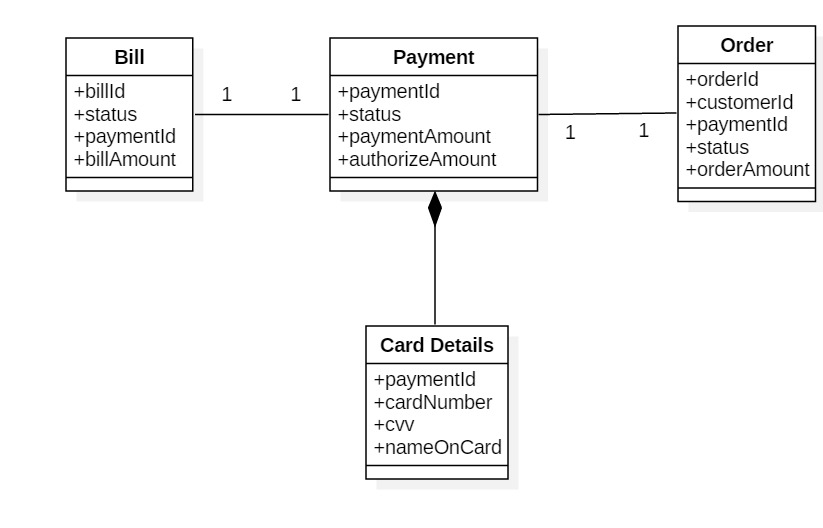 Bill
+billId
+status
+paymentId
+billAmount
1
1
Payment
+paymentId
+status
+paymentAmount
+authorizeAmount
1
1
Order
+orderId
+customerId
+paymentId
+status
+orderAmount
Card Details
+paymentId
+cardNumber
+cvv
+nameOnCard